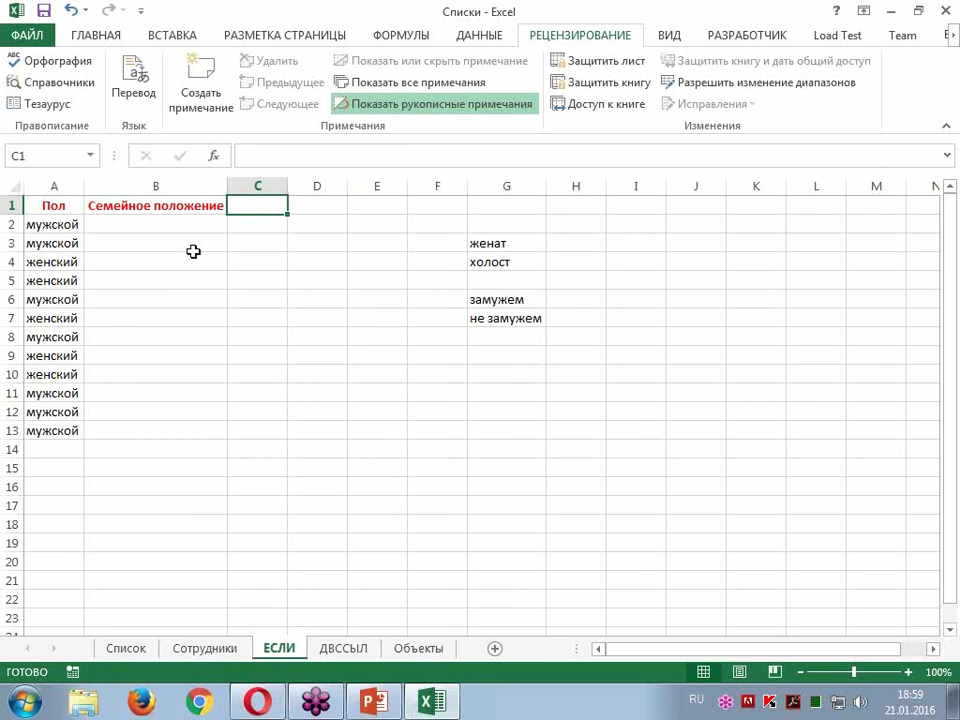 Списки - Excel
ФАЙЛ ГЛАВНАЯ ВСТАВКА РАЗМЕТКА СТРАНИЦЫ ФОРМУЛЫ ДАННЫЕ РЕЦЕНЗИРОВАНИЕ ВИД РАЗРАБОТЧИК Load Test Team
Орфография
Справочники
Тезаурус
Правописание
Перевод
Язык
Создать примечание
Удалить
Предыдущее
Следующее
Показать или скрыть примечание
Показать все примечания
Показать рукописные примечания
Примечания
Защитить лист
Защитить книгу
Доступ к книге
Защитить книгу и дать общий доступ
Разрешить изменение диапазонов
Исправления
Изменения
C1
A B C D E F G H I J K L M N
1 Пол Семейное положение
2 мужской
3 мужской женат
4 женский холост
5 женский
6 мужской замужем
7 женский не замужем
8 мужской
9 женский
10 женский
11 мужской
12 мужской
13 мужской
14
15
16
17
18
19
20
21
22
23
24
Список Сотрудники ЕСЛИ ДВССЫЛ Объекты
ГОТОВО 100%
RU 18:59
21.01.2016